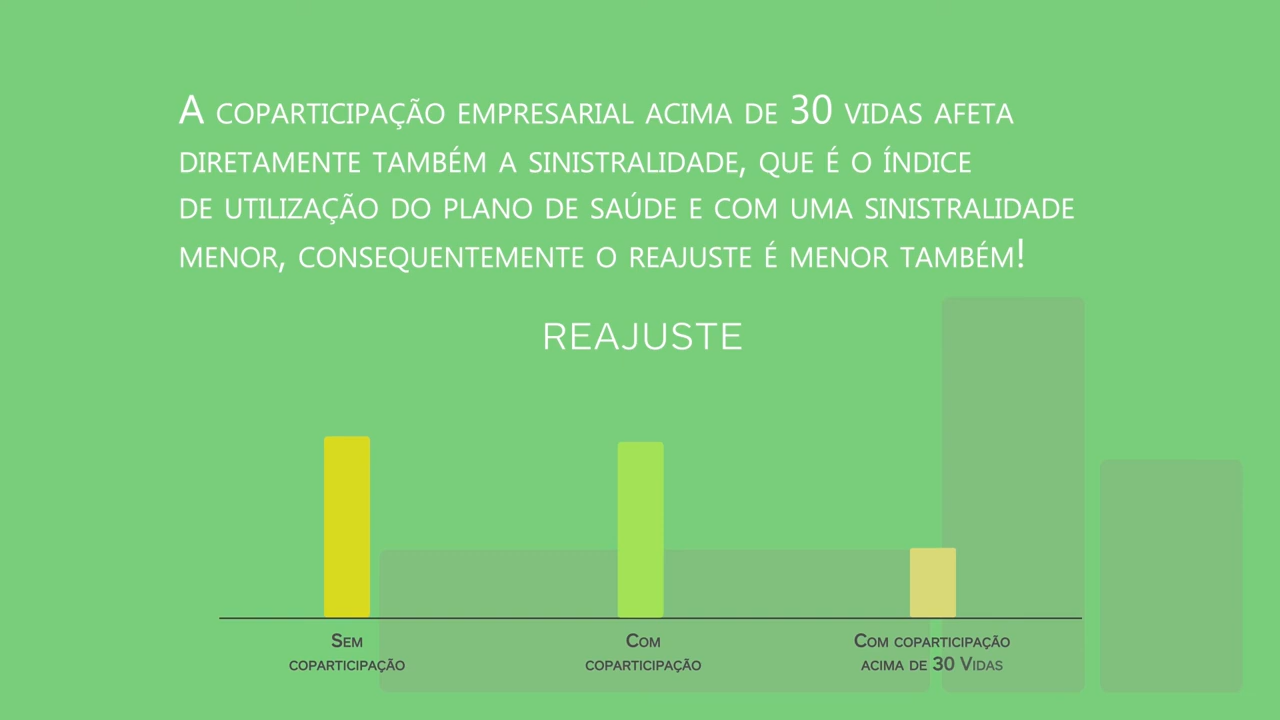 A COPARTICIPAÇÃO EMPRESARIAL ACIMA DE 30 VIDAS AFETA
DIRETAMENTE TAMBÉM A SINISTRALIDADE, QUE É O ÍNDICE
DE UTILIZAÇÃO DO PLANO DE SAÚDE E COM UMA SINISTRALIDADE
MENOR, CONSEQUENTEMENTE O REAJUSTE É MENOR TAMBÉM!
REAJUSTE
SEM
COPARTICIPAÇÃO
COM
COPARTICIPAÇÃO
COM COPARTICIPAÇÃO
ACIMA DE 30 VIDAS